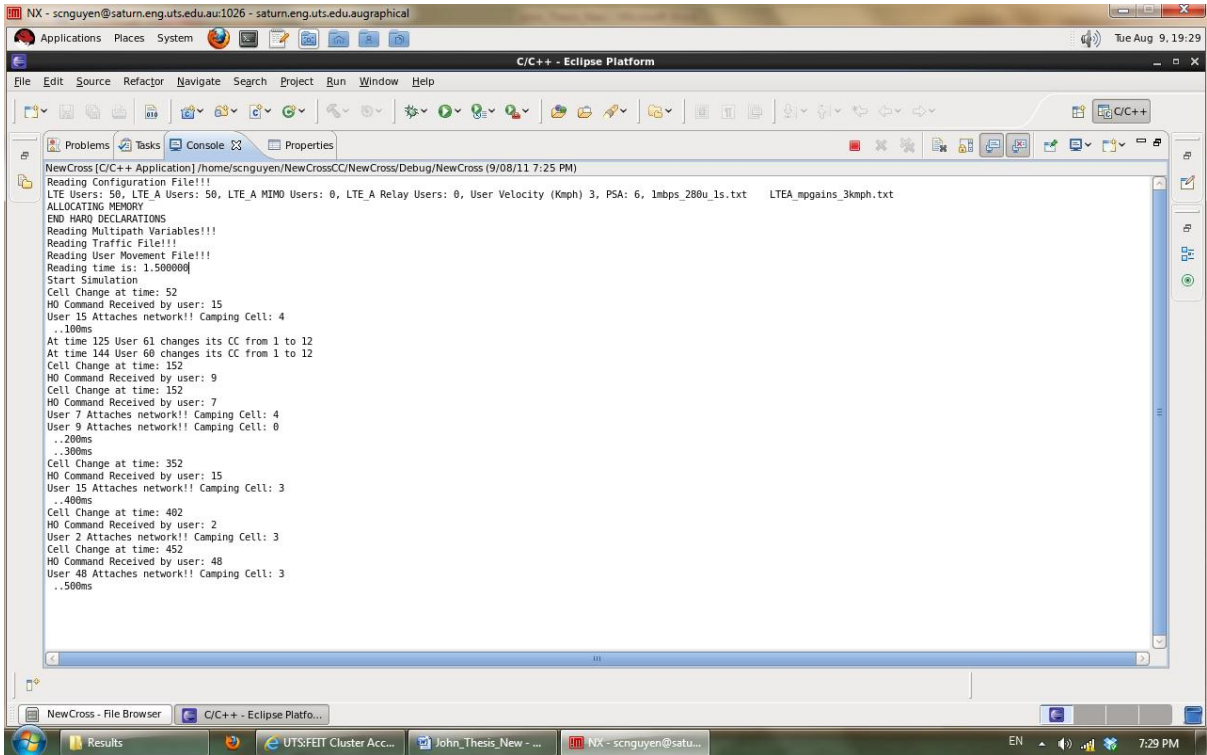 NX - scnguyen@saturn.eng.uts.edu.au:1026 - saturn.eng.uts.edu.augraphical
Applications Places System Tue Aug 9, 19:29
C/C++ - Eclipse Platform
File Edit Source Refactor Navigate Search Project Run Window Help
C/C++
Problems Tasks Console Properties
NewCross [C/C++ Application] /home/scnguyen/NewCrossCC/NewCross/Debug/NewCross (9/08/11 7:25 PM)
Reading Configuration File!!!
LTE Users: 50, LTE_A Users: 50, LTE_A MIMO Users: 0, LTE_A Relay Users: 0, User Velocity (Kmph) 3, PSA: 6, 1mbps_280u_1s.txt LTEA_mpgains_3kmph.txt
ALLOCATING MEMORY
END HARQ DECLARATIONS
Reading Multipath Variables!!!
Reading Traffic File!!!
Reading User Movement File!!!
Reading time is: 1.500000
Start Simulation
Cell Change at time: 52
HO Command Received by user: 15
User 15 Attaches network!! Camping Cell: 4
..100ms
At time 125 User 61 changes its CC from 1 to 12
At time 144 User 60 changes its CC from 1 to 12
Cell Change at time: 152
HO Command Received by user: 9
Cell Change at time: 152
HO Command Received by user: 7
User 7 Attaches network!! Camping Cell: 4
User 9 Attaches network!! Camping Cell: 0
..200ms
..300ms
Cell Change at time: 352
HO Command Received by user: 15
User 15 Attaches network!! Camping Cell: 3
..400ms
Cell Change at time: 402
HO Command Received by user: 2
User 2 Attaches network!! Camping Cell: 3
Cell Change at time: 452
HO Command Received by user: 48
User 48 Attaches network!! Camping Cell: 3
..500ms
NewCross - File Browser C/C++ - Eclipse Platfo...
Results UTS:FEIT Cluster Acc... John_Thesis_New - ... NX - scnguyen@satu... EN 7:29 PM